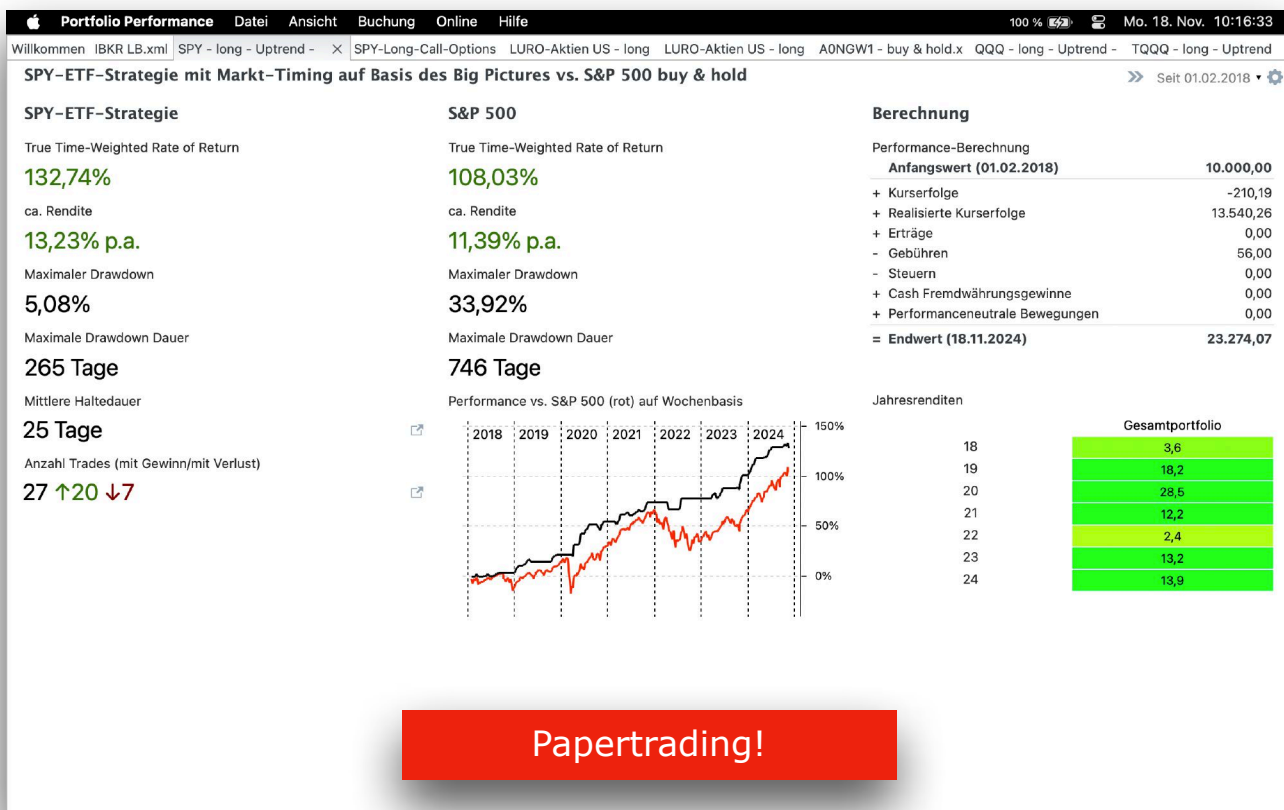 Portfolio Performance Datei Ansicht Buchung Online Hilfe 100 % Mo. 18. Nov. 10:16:33
Willkommen IBKR LB.xml SPY - long - Uptrend - × SPY-Long-Call-Options LURO-Aktien US - long LURO-Aktien US - long A0NGW1 - buy & hold.x QQQ - long - Uptrend - TQQQ - long - Uptrend
SPY-ETF-Strategie mit Markt-Timing auf Basis des Big Pictures vs. S&P 500 buy & hold
Seit 01.02.2018
SPY-ETF-Strategie
True Time-Weighted Rate of Return
132,74%
ca. Rendite
13,23% p.a.
Maximaler Drawdown
5,08%
Maximale Drawdown Dauer
265 Tage
Mittlere Haltedauer
25 Tage
Anzahl Trades (mit Gewinn/mit Verlust)
27 ↑20 ↓7
S&P 500
True Time-Weighted Rate of Return
108,03%
ca. Rendite
11,39% p.a.
Maximaler Drawdown
33,92%
Maximale Drawdown Dauer
746 Tage
Performance vs. S&P 500 (rot) auf Wochenbasis
2018 2019 2020 2021 2022 2023 2024
150%
100%
50%
0%
Berechnung
Performance-Berechnung
Anfangswert (01.02.2018) 10.000,00
+ Kurserfolge -210,19
+ Realisierte Kurserfolge 13.540,26
+ Erträge 0,00
- Gebühren 56,00
- Steuern 0,00
+ Cash Fremdwährungsgewinne 0,00
+ Performanceneutrale Bewegungen 0,00
= Endwert (18.11.2024) 23.274,07
Jahresrenditen
Gesamtportfolio
18 3,6
19 18,2
20 28,5
21 12,2
22 2,4
23 13,2
24 13,9
Papertrading!